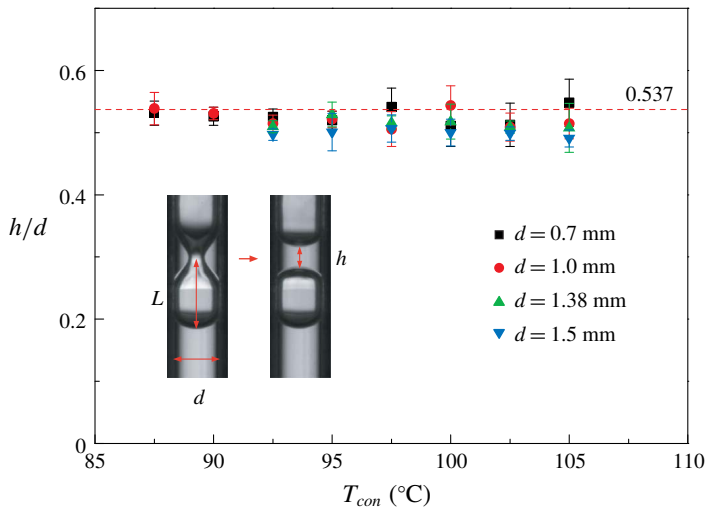 0.6
0.537
0.4
h/d
d = 0.7 mm
d = 1.0 mm
h
L
d = 1.38 mm
0.2
d = 1.5 mm
d
0
85 90 95 100 105 110
T_con (°C)